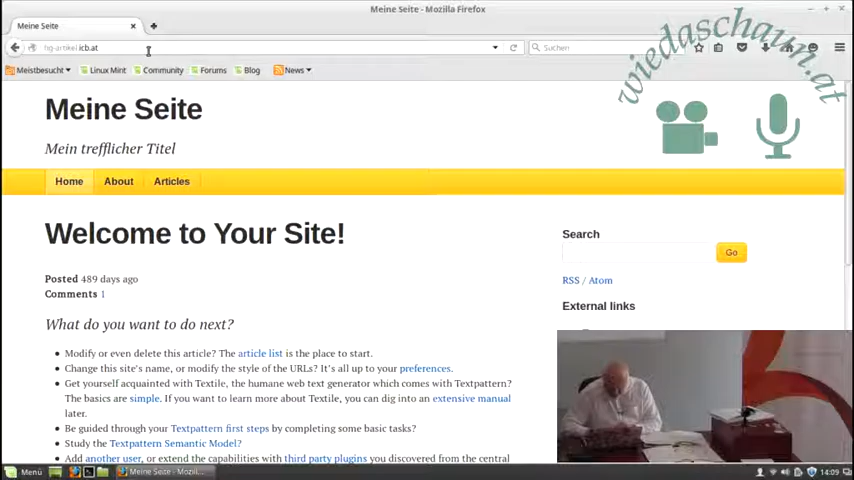 Meine Seite - Mozilla Firefox
Meine Seite
hg-artikel.icb.at
Suchen
Meistbesucht
Linux Mint
Community
Forums
Blog
News
wiedaschaun.at
Meine Seite
Mein trefflicher Titel
Home
About
Articles
Welcome to Your Site!
Posted 489 days ago
Comments 1
What do you want to do next?
Modify or even delete this article? The article list is the place to start.
Change this site's name, or modify the style of the URLs? It's all up to your preferences.
Get yourself acquainted with Textile, the humane web text generator which comes with Textpattern?
The basics are simple. If you want to learn more about Textile, you can dig into an extensive manual
later.
Be guided through your Textpattern first steps by completing some basic tasks?
Study the Textpattern Semantic Model?
Add another user, or extend the capabilities with third party plugins you discovered from the central
Search
Go
RSS / Atom
External links
Menü
Meine Seite - Mozil...
14:09